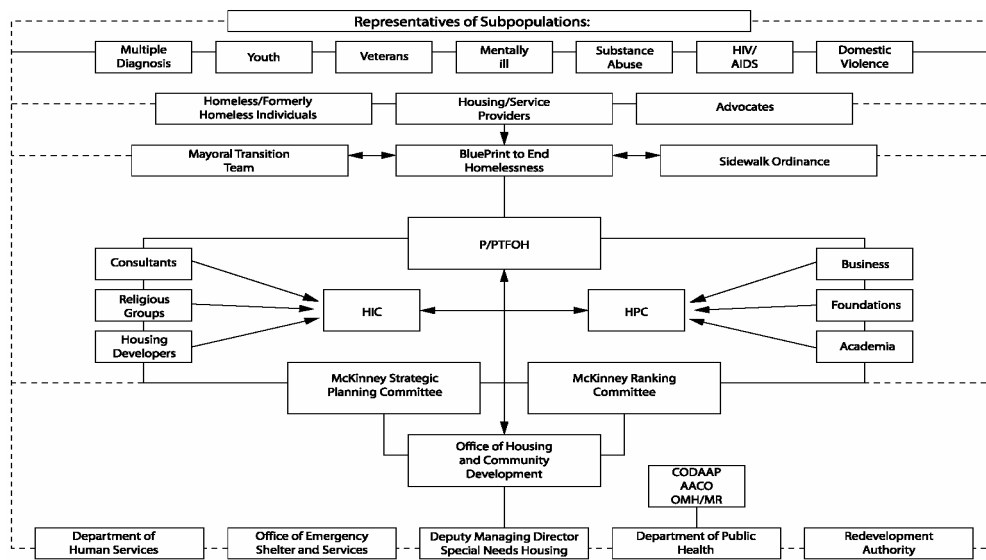 Representatives of Subpopulations:
Multiple
Diagnosis
Youth
Veterans
Mentally
ill
Substance
Abuse
HIV/
AIDS
Domestic
Violence
Homeless/Formerly
Homeless Individuals
Housing/Service
Providers
Advocates
Mayoral Transition
Team
BluePrint to End
Homelessness
Sidewalk Ordinance
P/PTFOH
Consultants
Religious
Groups
Housing
Developers
HIC
HPC
Business
Foundations
Academia
McKinney Strategic
Planning Committee
McKinney Ranking
Committee
Office of Housing
and Community
Development
CODAAP
AACO
OMH/MR
Department of
Human Services
Office of Emergency
Shelter and Services
Deputy Managing Director
Special Needs Housing
Department of Public
Health
Redevelopment
Authority